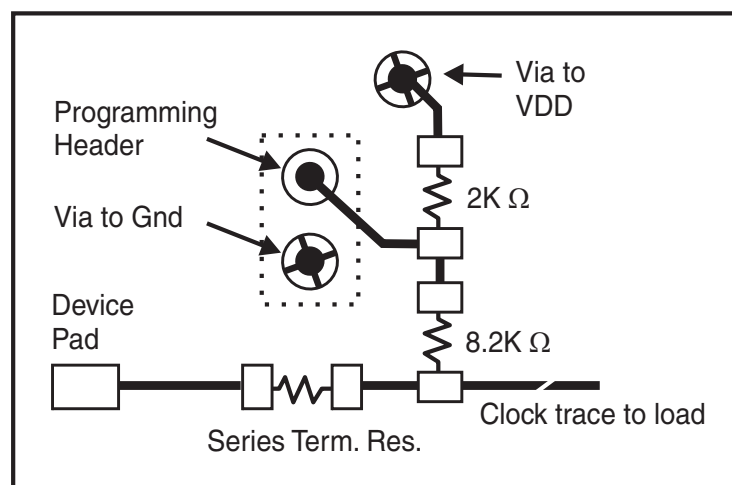 Via to
VDD
Programming
Header
2K Ω
Via to Gnd
Device
Pad
8.2K Ω
Clock trace to load
Series Term. Res.